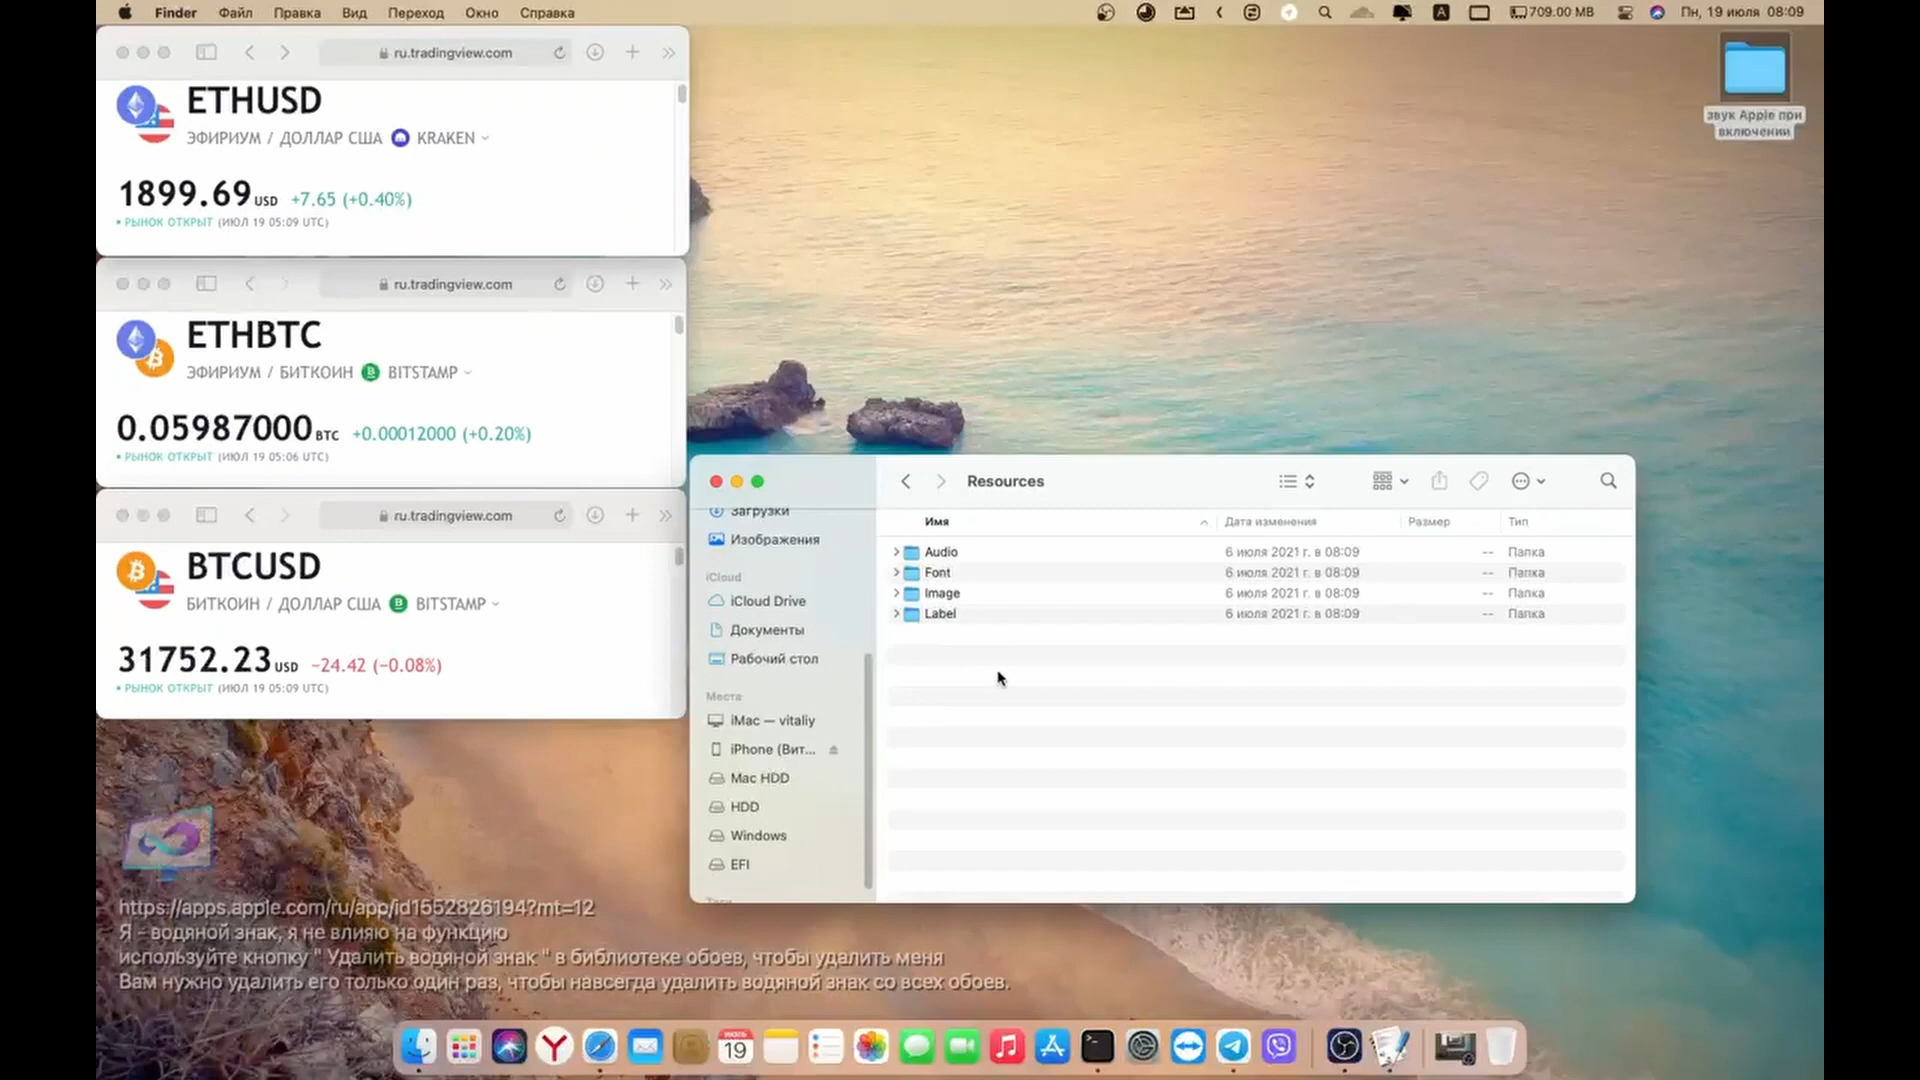 Finder Файл Правка Вид Переход Окно Справка
709.00 MB
Пн, 19 июля 08:09
ru.tradingview.com
ETHUSD
ЭФИРИУМ / ДОЛЛАР США KRAKEN
1899.69 USD +7.65 (+0.40%)
• РЫНОК ОТКРЫТ (ИЮЛ 19 05:09 UTC)
ru.tradingview.com
ETHBTC
ЭФИРИУМ / БИТКОИН BITSTAMP
0.05987000 BTC +0.00012000 (+0.20%)
• РЫНОК ОТКРЫТ (ИЮЛ 19 05:06 UTC)
ru.tradingview.com
BTCUSD
БИТКОИН / ДОЛЛАР США BITSTAMP
31752.23 USD −24.42 (−0.08%)
• РЫНОК ОТКРЫТ (ИЮЛ 19 05:09 UTC)
звук Apple при
включении
Resources
Загрузки
Изображения
iCloud
iCloud Drive
Документы
Рабочий стол
Места
iMac — vitaliy
iPhone (Вит...
Mac HDD
HDD
Windows
EFI
Имя Дата изменения Размер Тип
Audio 6 июля 2021 г. в 08:09 -- Папка
Font 6 июля 2021 г. в 08:09 -- Папка
Image 6 июля 2021 г. в 08:09 -- Папка
Label 6 июля 2021 г. в 08:09 -- Папка
https://apps.apple.com/ru/app/id1552826194?mt=12
Я - водяной знак, я не влияю на функцию
используйте кнопку " Удалить водяной знак " в библиотеке обоев, чтобы удалить меня
Вам нужно удалить его только один раз, чтобы навсегда удалить водяной знак со всех обоев.
ИЮЛЬ
19